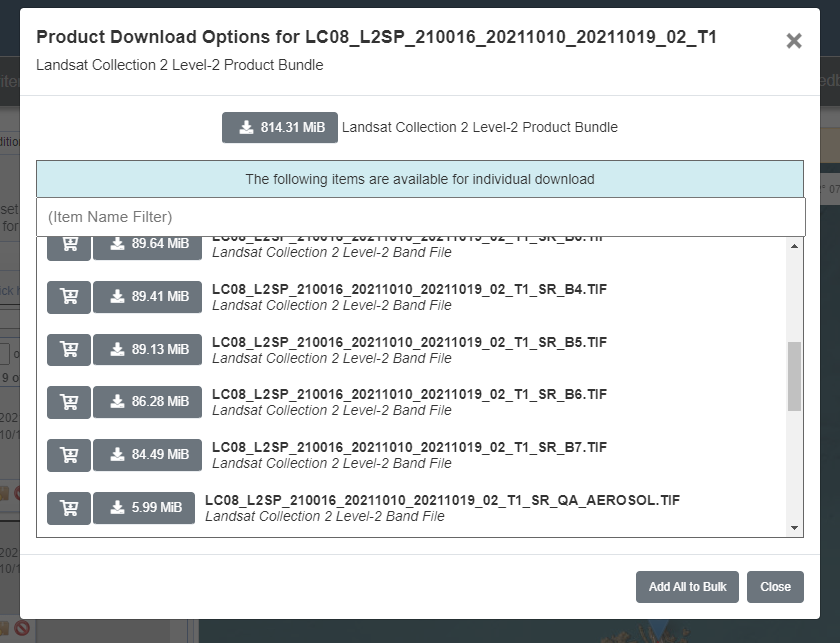 Product Download Options for LC08_L2SP_210016_20211010_20211019_02_T1
Landsat Collection 2 Level-2 Product Bundle
814.31 MiB Landsat Collection 2 Level-2 Product Bundle
The following items are available for individual download
(Item Name Filter)
89.64 MiB
Landsat Collection 2 Level-2 Band File
89.41 MiB LC08_L2SP_210016_20211010_20211019_02_T1_SR_B4.TIF
Landsat Collection 2 Level-2 Band File
89.13 MiB LC08_L2SP_210016_20211010_20211019_02_T1_SR_B5.TIF
Landsat Collection 2 Level-2 Band File
86.28 MiB LC08_L2SP_210016_20211010_20211019_02_T1_SR_B6.TIF
Landsat Collection 2 Level-2 Band File
84.49 MiB LC08_L2SP_210016_20211010_20211019_02_T1_SR_B7.TIF
Landsat Collection 2 Level-2 Band File
5.99 MiB LC08_L2SP_210016_20211010_20211019_02_T1_SR_QA_AEROSOL.TIF
Landsat Collection 2 Level-2 Band File
Add All to Bulk Close